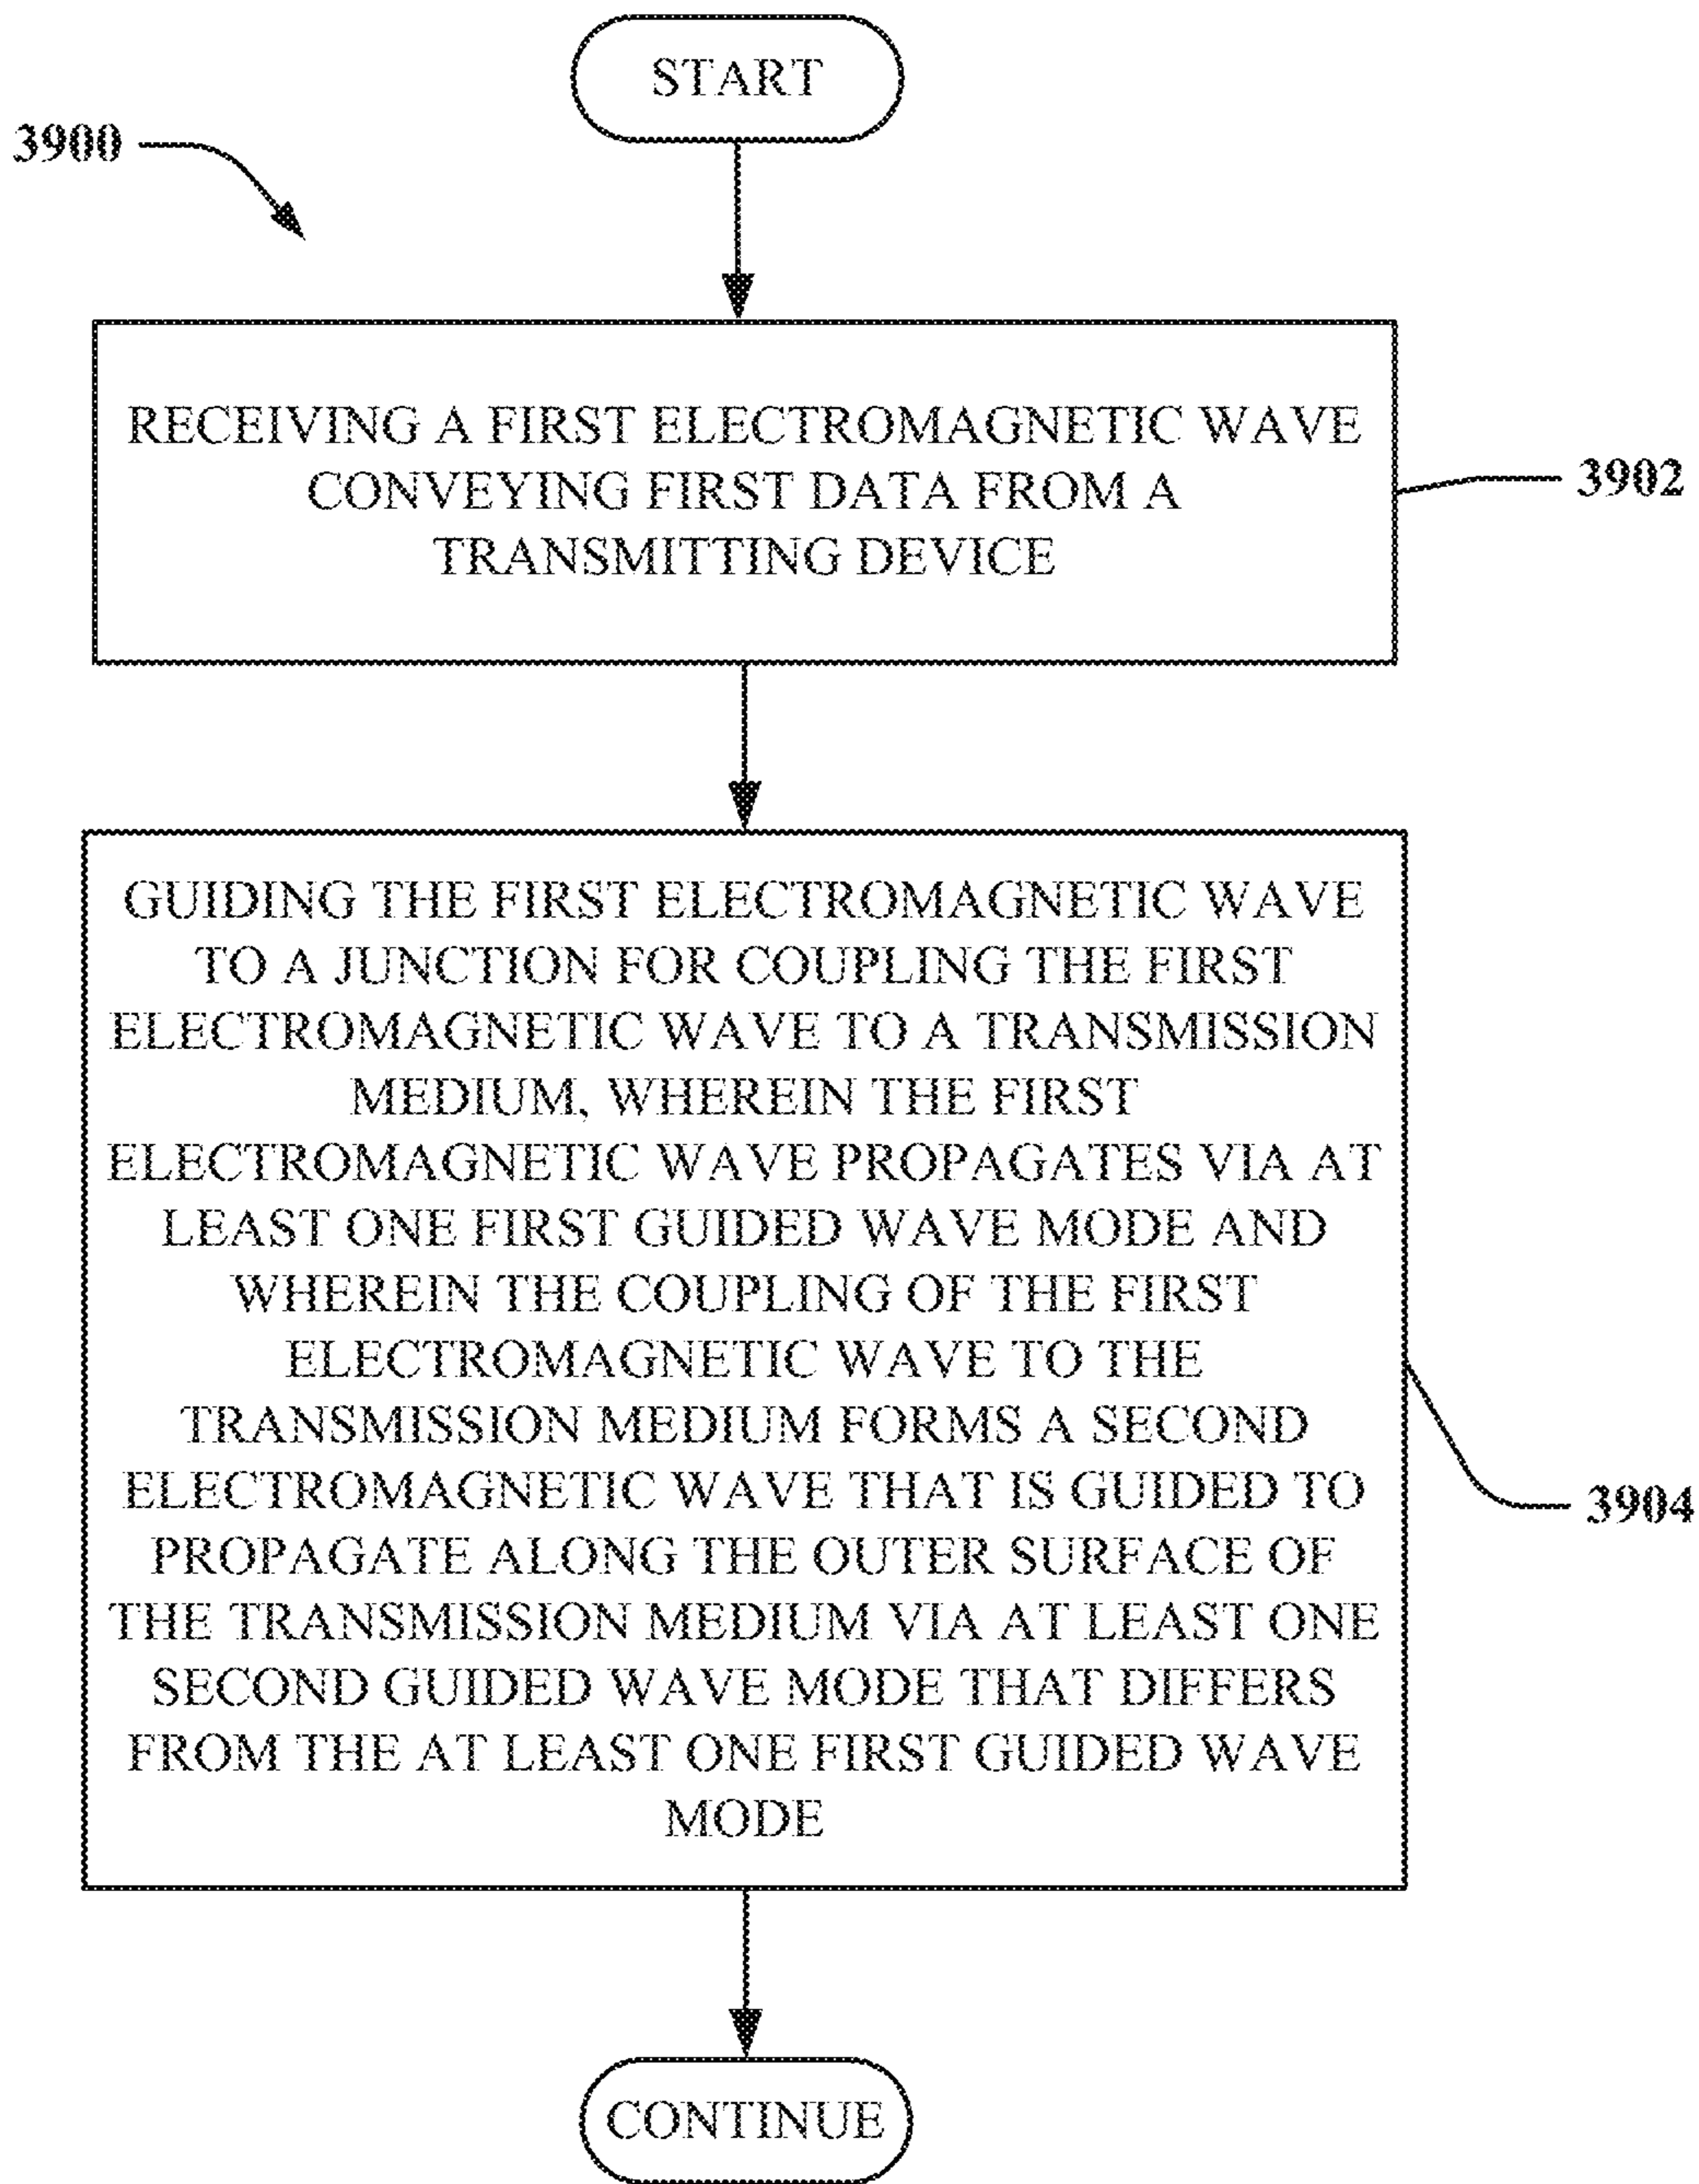 START
3900
RECEIVING A FIRST ELECTROMAGNETIC WAVE
CONVEYING FIRST DATA FROM A
TRANSMITTING DEVICE
3902
GUIDING THE FIRST ELECTROMAGNETIC WAVE
TO A JUNCTION FOR COUPLING THE FIRST
ELECTROMAGNETIC WAVE TO A TRANSMISSION
MEDIUM, WHEREIN THE FIRST
ELECTROMAGNETIC WAVE PROPAGATES VIA AT
LEAST ONE FIRST GUIDED WAVE MODE AND
WHEREIN THE COUPLING OF THE FIRST
ELECTROMAGNETIC WAVE TO THE
TRANSMISSION MEDIUM FORMS A SECOND
ELECTROMAGNETIC WAVE THAT IS GUIDED TO
PROPAGATE ALONG THE OUTER SURFACE OF
THE TRANSMISSION MEDIUM VIA AT LEAST ONE
SECOND GUIDED WAVE MODE THAT DIFFERS
FROM THE AT LEAST ONE FIRST GUIDED WAVE
MODE
3904
CONTINUE